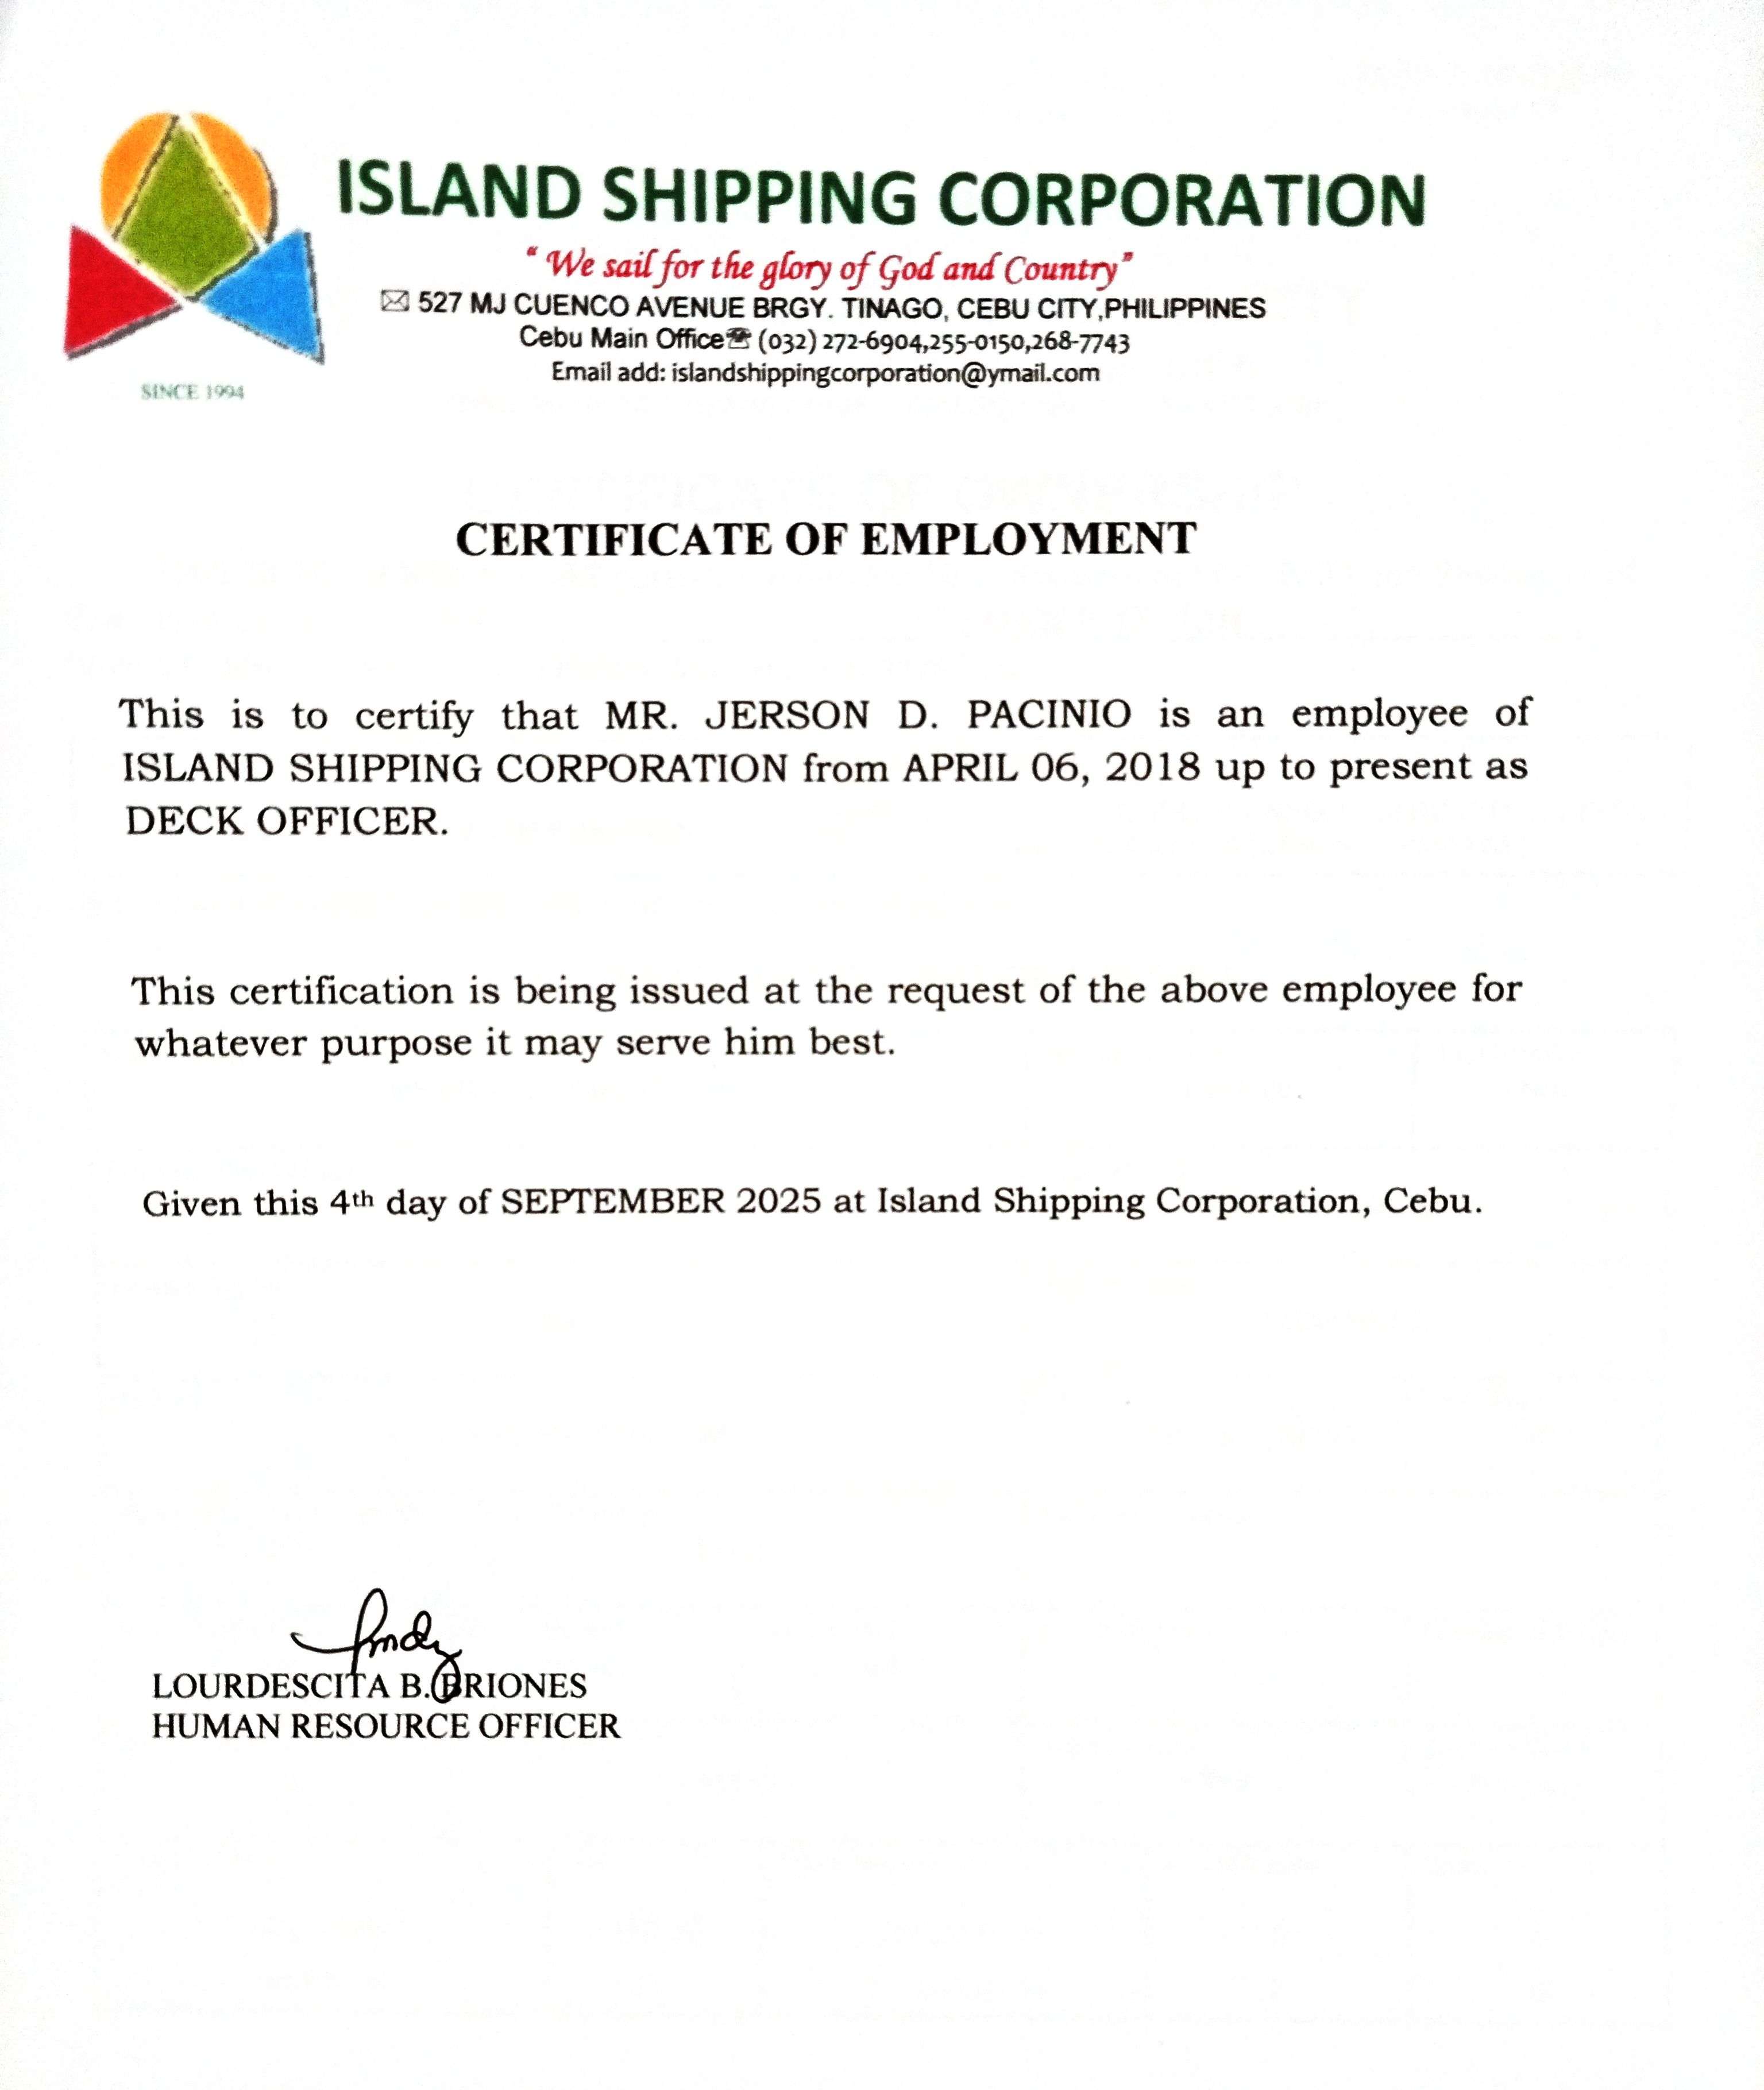 ISLAND SHIPPING CORPORATION
“ We sail for the glory of God and Country”
✉ 527 MJ CUENCO AVENUE BRGY. TINAGO, CEBU CITY,PHILIPPINES
Cebu Main Office☎ (032) 272-6904,255-0150,268-7743
Email add: islandshippingcorporation@ymail.com
SINCE 1994
CERTIFICATE OF EMPLOYMENT
This is to certify that MR. JERSON D. PACINIO is an employee of
ISLAND SHIPPING CORPORATION from APRIL 06, 2018 up to present as
DECK OFFICER.
This certification is being issued at the request of the above employee for
whatever purpose it may serve him best.
Given this 4th day of SEPTEMBER 2025 at Island Shipping Corporation, Cebu.
LOURDESCITA B. BRIONES
HUMAN RESOURCE OFFICER